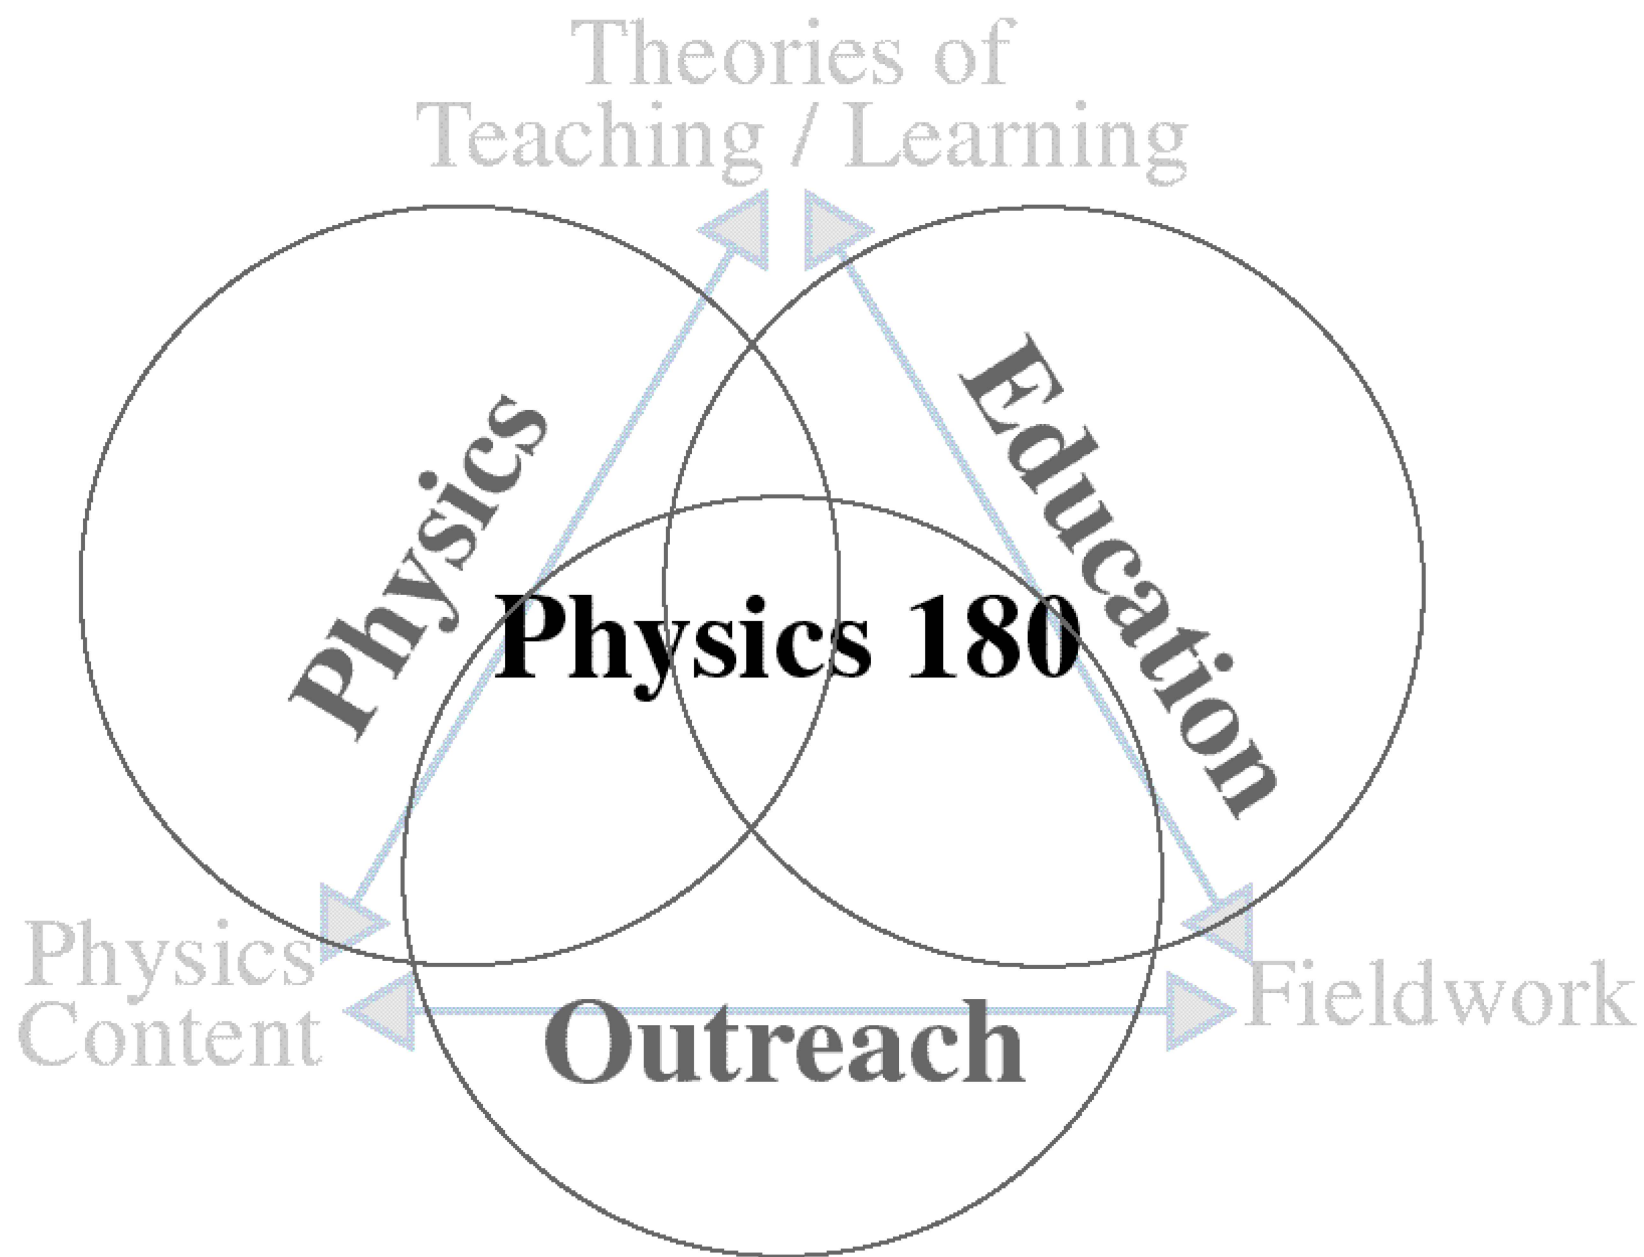 Theories of
Teaching / Learning
Physics
Education
Physics 180
Physics
Content
Fieldwork
Outreach